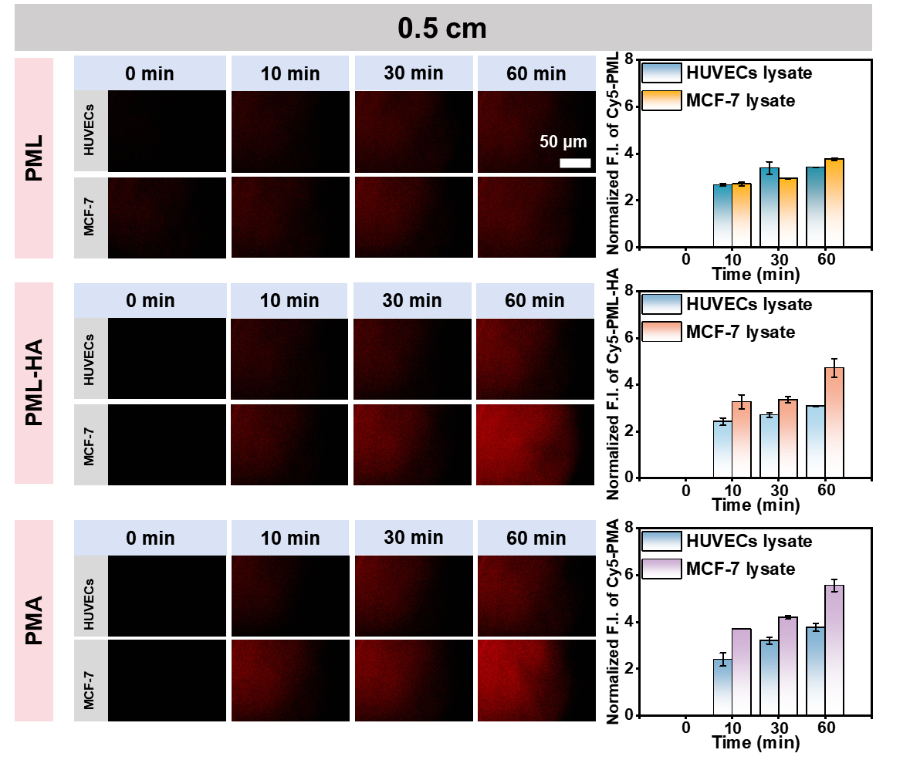 0.5 cm
PML
0 min
10 min
30 min
60 min
HUVECs
50 µm
MCF-7
Normalized F.I. of Cy5-PML
8
6
4
2
0
HUVECs lysate
MCF-7 lysate
0 10 30 60
Time (min)
PML-HA
0 min
10 min
30 min
60 min
HUVECs
MCF-7
Normalized F.I. of Cy5-PML-HA
8
6
4
2
0
HUVECs lysate
MCF-7 lysate
0 10 30 60
Time (min)
PMA
0 min
10 min
30 min
60 min
HUVECs
MCF-7
Normalized F.I. of Cy5-PMA
8
6
4
2
0
HUVECs lysate
MCF-7 lysate
0 10 30 60
Time (min)